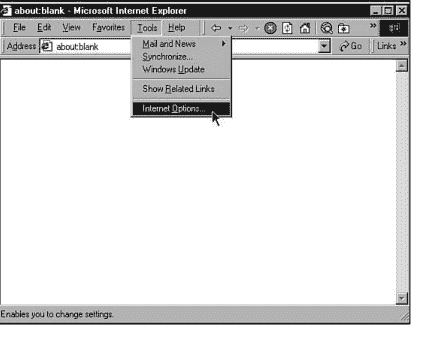 about:blank - Microsoft Internet Explorer
File Edit View Favorites Tools Help »
Address about:blank Go Links »
Mail and News
Synchronize...
Windows Update
Show Related Links
Internet Options...
Enables you to change settings.